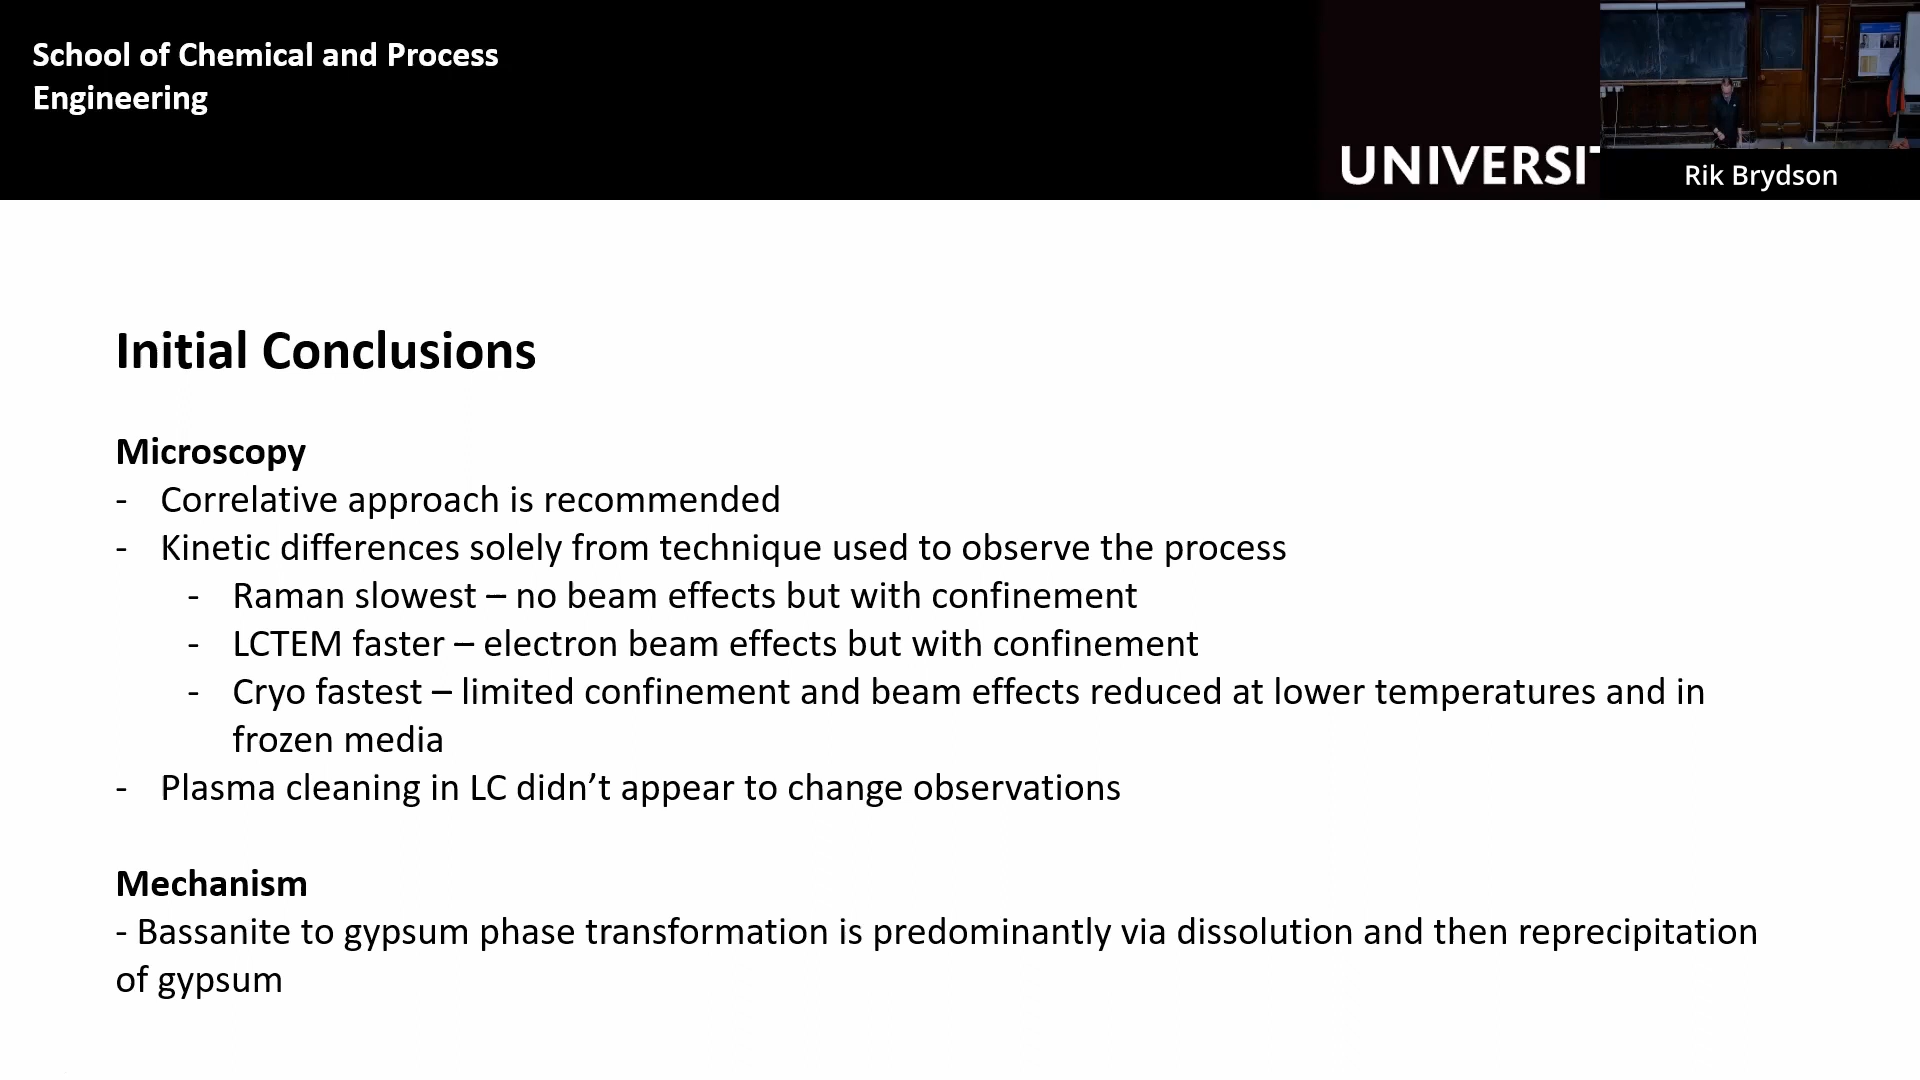 School of Chemical and Process
Engineering
UNIVERSI
Rik Brydson
Initial Conclusions
Microscopy
- Correlative approach is recommended
- Kinetic differences solely from technique used to observe the process
- Raman slowest – no beam effects but with confinement
- LCTEM faster – electron beam effects but with confinement
- Cryo fastest – limited confinement and beam effects reduced at lower temperatures and in
frozen media
- Plasma cleaning in LC didn’t appear to change observations
Mechanism
- Bassanite to gypsum phase transformation is predominantly via dissolution and then reprecipitation
of gypsum